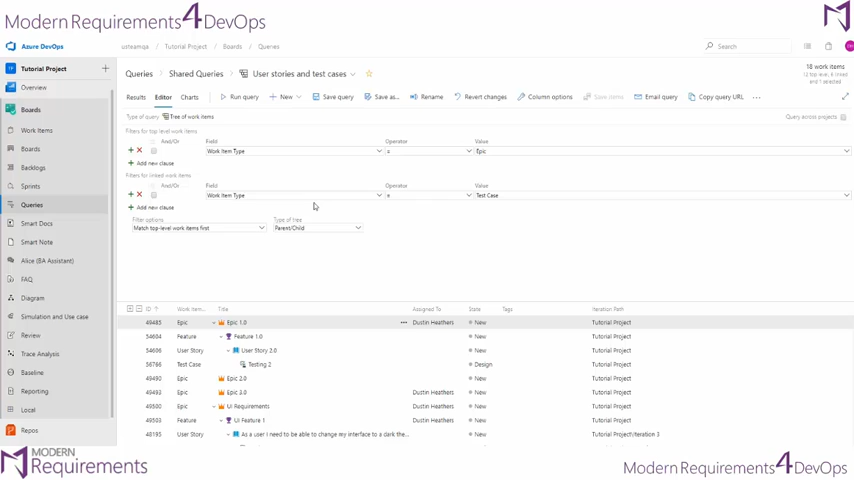 Modern Requirements4DevOps
Azure DevOps
Tutorial Project / Boards / Queries
Search
Tutorial Project
Queries
Shared Queries
User stories and test cases
18 work items
Overview
Results
Editor
Charts
Run query
New
Save query
Save as...
Rename
Revert changes
Column options
Save items
Email query
Copy query URL
Boards
Type of query
Tree of work items
Query across projects
Work Items
Filters for top level work items
And/Or
Field
Operator
Value
Boards
Work Item Type
=
Epic
Add new clause
Backlogs
Filters for linked work items
Sprints
And/Or
Field
Operator
Value
Work Item Type
Test Case
Queries
Add new clause
Smart Docs
Filter options
Type of tree
Match top-level work items first
Parent/Child
Smart Note
Alice (BA Assistant)
FAQ
Diagram
ID
Work Item...
Title
Assigned To
State
Tags
Iteration Path
Simulation and Use case
49485 Epic Epic 1.0 ... Dustin Heathers New Tutorial Project
Review
54604 Feature Feature 1.0 New Tutorial Project
Trace Analysis
54606 User Story User Story 2.0 New Tutorial Project
Baseline
56766 Test Case Testing 2 Design Tutorial Project
49490 Epic Epic 2.0 New Tutorial Project
Reporting
49493 Epic Epic 3.0 Dustin Heathers New Tutorial Project
Local
49500 Epic UI Requirements Dustin Heathers New Tutorial Project
49503 Feature UI Feature 1 Dustin Heathers New Tutorial Project
Repos
48195 User Story As a user I need to be able to change my interface to a dark the... New Tutorial Project\Iteration 3
MODERN
Requirements
Modern Requirements4DevOps